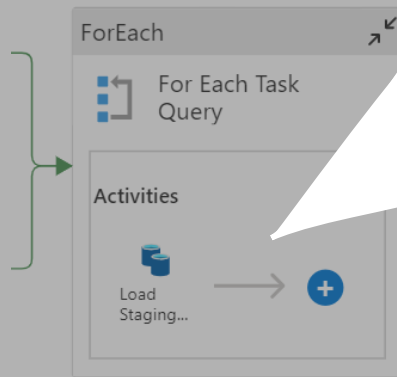 ForEach
For Each Task
Query
Activities
Load
Staging...